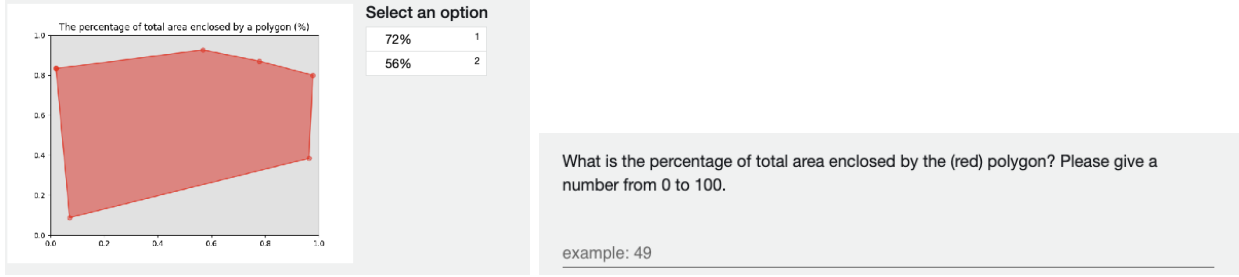 The percentage of total area enclosed by a polygon (%)
1.0
0.8
0.6
0.4
0.2
0.0
0.0 0.2 0.4 0.6 0.8 1.0
Select an option
72% 1
56% 2
What is the percentage of total area enclosed by the (red) polygon? Please give a
number from 0 to 100.
example: 49